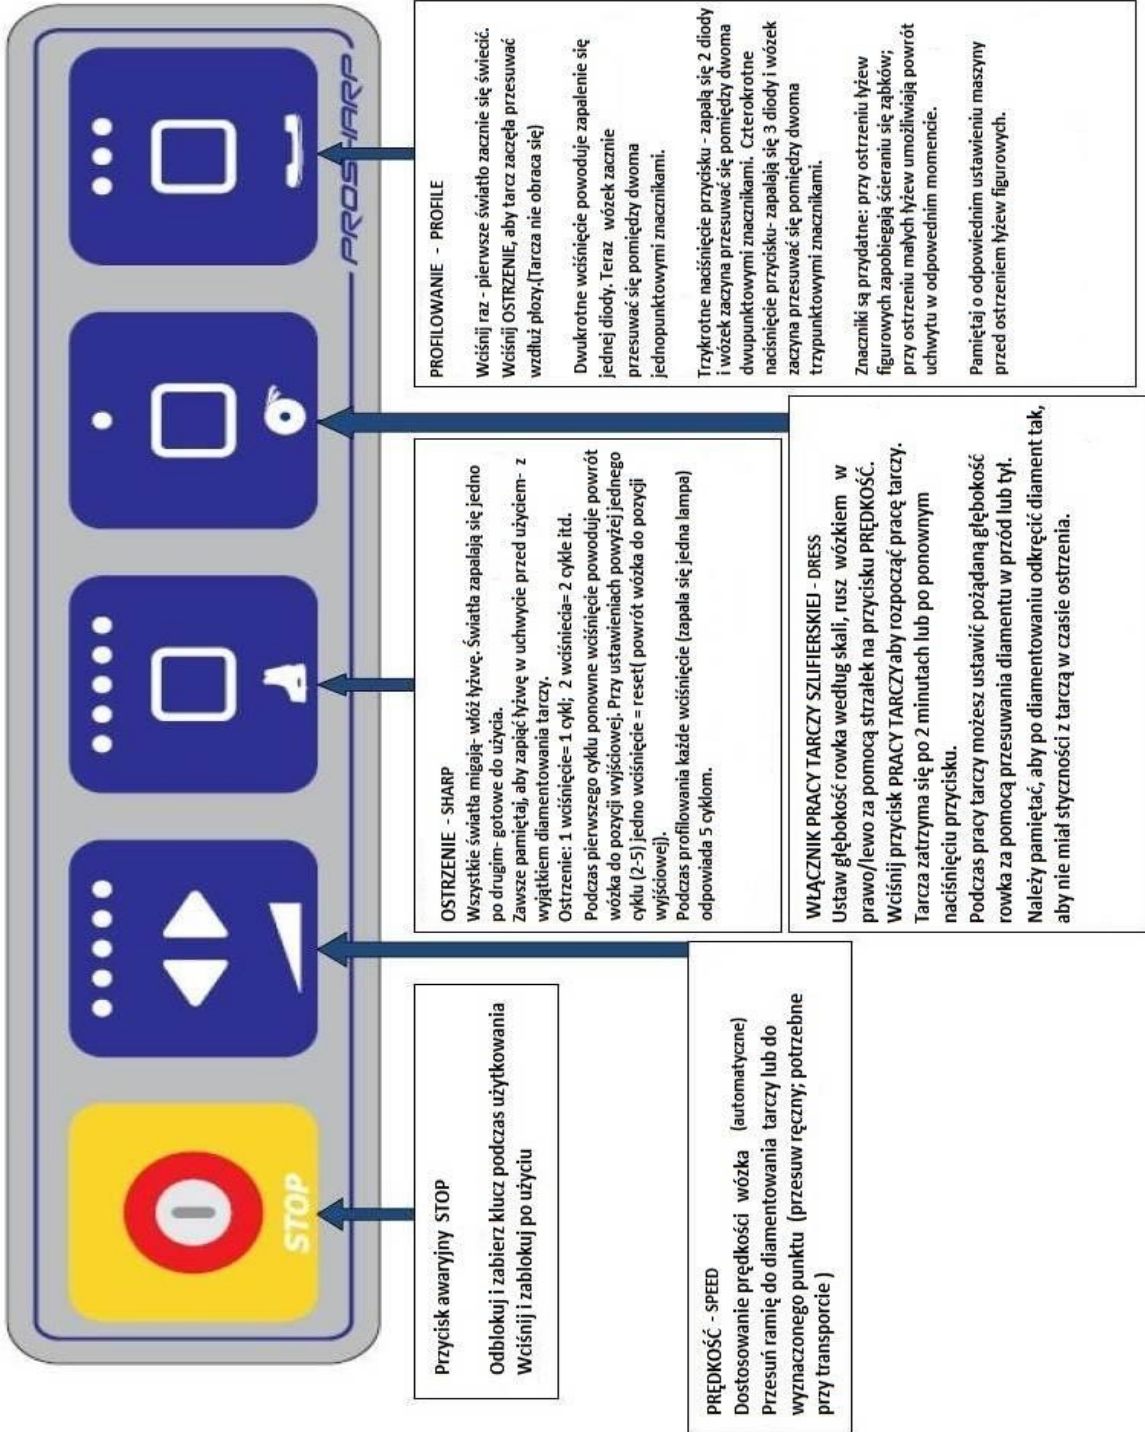 STOP
PROSHARP
Przycisk awaryjny STOP
Odblokuj i zabierz klucz podczas użytkowania
Wciśnij i zablokuj po użyciu
PRĘDKOŚĆ - SPEED
Dostosowanie prędkości wózka (automatyczne)
Przesuń ramię do diamentowania tarczy lub do
wyznaczonego punktu (przesuw ręczny; potrzebne
przy transporcie )
OSTRZENIE - SHARP
Wszystkie światła migają- włóż łyżwę. Światła zapalają się jedno
po drugim- gotowe do użycia.
Zawsze pamiętaj, aby zapiąć łyżwę w uchwycie przed użyciem- z
wyjątkiem diamentowania tarczy.
Ostrzenie: 1 wciśnięcie= 1 cykl; 2 wciśniecia= 2 cykle itd.
Podczas pierwszego cyklu ponowne wciśnięcie powoduje powrót
wózka do pozycji wyjściowej. Przy ustawieniach powyżej jednego
cyklu (2-5) jedno wciśnięcie = reset( powrót wózka do pozycji
wyjściowej).
Podczas profilowania każde wciśnięcie (zapala się jedna lampa)
odpowiada 5 cyklom.
WŁĄCZNIK PRACY TARCZY SZLIFIERSKIEJ - DRESS
Ustaw głębokość rowka według skali, rusz wózkiem w
prawo/lewo za pomocą strzałek na przycisku PRĘDKOŚĆ.
Wciśnij przycisk PRACY TARCZY aby rozpocząć pracę tarczy.
Tarcza zatrzyma się po 2 minutach lub po ponownym
naciśnięciu przycisku.
Podczas pracy tarczy możesz ustawić pożądaną głębokość
rowka za pomocą przesuwania diamentu w przód lub tył.
Należy pamiętać, aby po diamentowaniu odkręcić diament tak,
aby nie miał styczności z tarczą w czasie ostrzenia.
PROFILOWANIE - PROFILE
Wciśnij raz - pierwsze światło zacznie się świecić.
Wciśnij OSTRZENIE, aby tarcz zaczęła przesuwać
wzdłuż płozy.(Tarcza nie obraca się)
Dwukrotne wciśnięcie powoduje zapalenie się
jednej diody. Teraz wózek zacznie
przesuwać się pomiędzy dwoma
jednopunktowymi znacznikami.
Trzykrotne naciśnięcie przycisku - zapalą się 2 diody
i wózek zaczyna przesuwać się pomiędzy dwoma
dwupunktowymi znacznikami. Czterokrotne
nacisnięcie przycisku- zapalają się 3 diody i wózek
zaczyna przesuwać się pomiędzy dwoma
trzypunktowymi znacznikami.
Znaczniki są przydatne: przy ostrzeniu łyżew
figurowych zapobiegają ścieraniu się ząbków;
przy ostrzeniu małych łyżew umożliwiają powrót
uchwytu w odpowednim momencie.
Pamiętaj o odpowiednim ustawieniu maszyny
przed ostrzeniem łyżew figurowych.